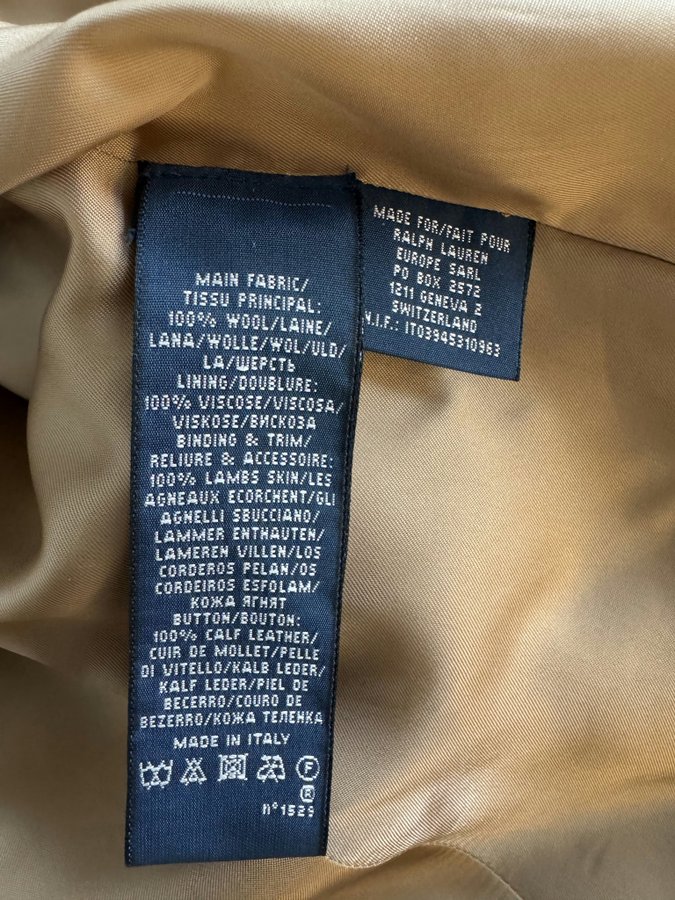 MAIN FABRIC/
TISSU PRINCIPAL:
100% WOOL/LAINE/
LANA/WOLLE/WOL/ULD/
LA/ШЕРСТЬ
LINING/DOUBLURE:
100% VISCOSE/VISCOSA/
VISKOSE/ВИСКОЗА
BINDING & TRIM/
RELIURE & ACCESSOIRE:
100% LAMBS SKIN/LES
AGNEAUX ECORCHENT/GLI
AGNELLI SBUCCIANO/
LAMMER ENTHAUTEN/
LAMEREN VILLEN/LOS
CORDEROS PELAN/OS
CORDEIROS ESFOLAM/
КОЖА ЯГНЯТ
BUTTON/BOUTON:
100% CALF LEATHER/
CUIR DE MOLLET/PELLE
DI VITELLO/KALB LEDER/
KALF LEDER/PIEL DE
BECERRO/COURO DE
BEZERRO/КОЖА ТЕЛЕНКА
MADE IN ITALY
F
®
n°1529
MADE FOR/FAIT POUR
RALPH LAUREN
EUROPE SARL
PO BOX 2572
1211 GENEVA 2
SWITZERLAND
N.I.F.: IT03945310963